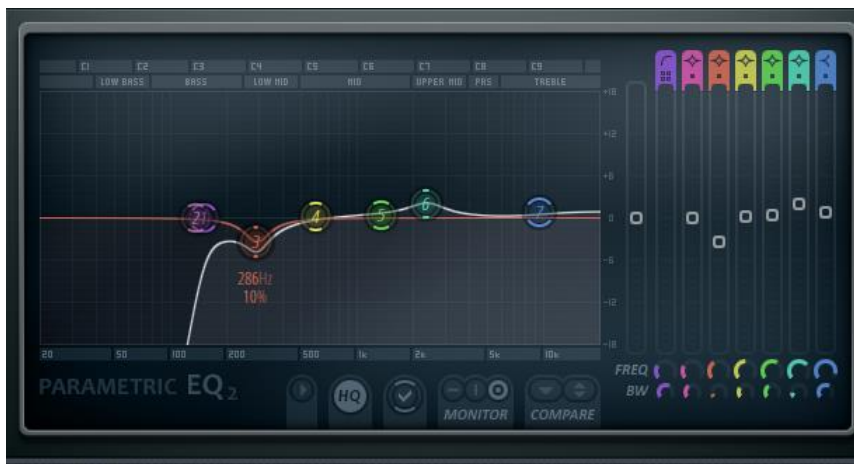 C1 C2 C3 C4 C5 C6 C7 C8 C9
LOW BASS BASS LOW MID MID UPPER MID PRS TREBLE
+18
+12
+6
0
-6
-12
-18
2 1 3 4 5 6 7
286Hz
10%
20 50 100 200 500 1k 2k 5k 10k
FREQ
BW
PARAMETRIC EQ 2
HQ
MONITOR
COMPARE